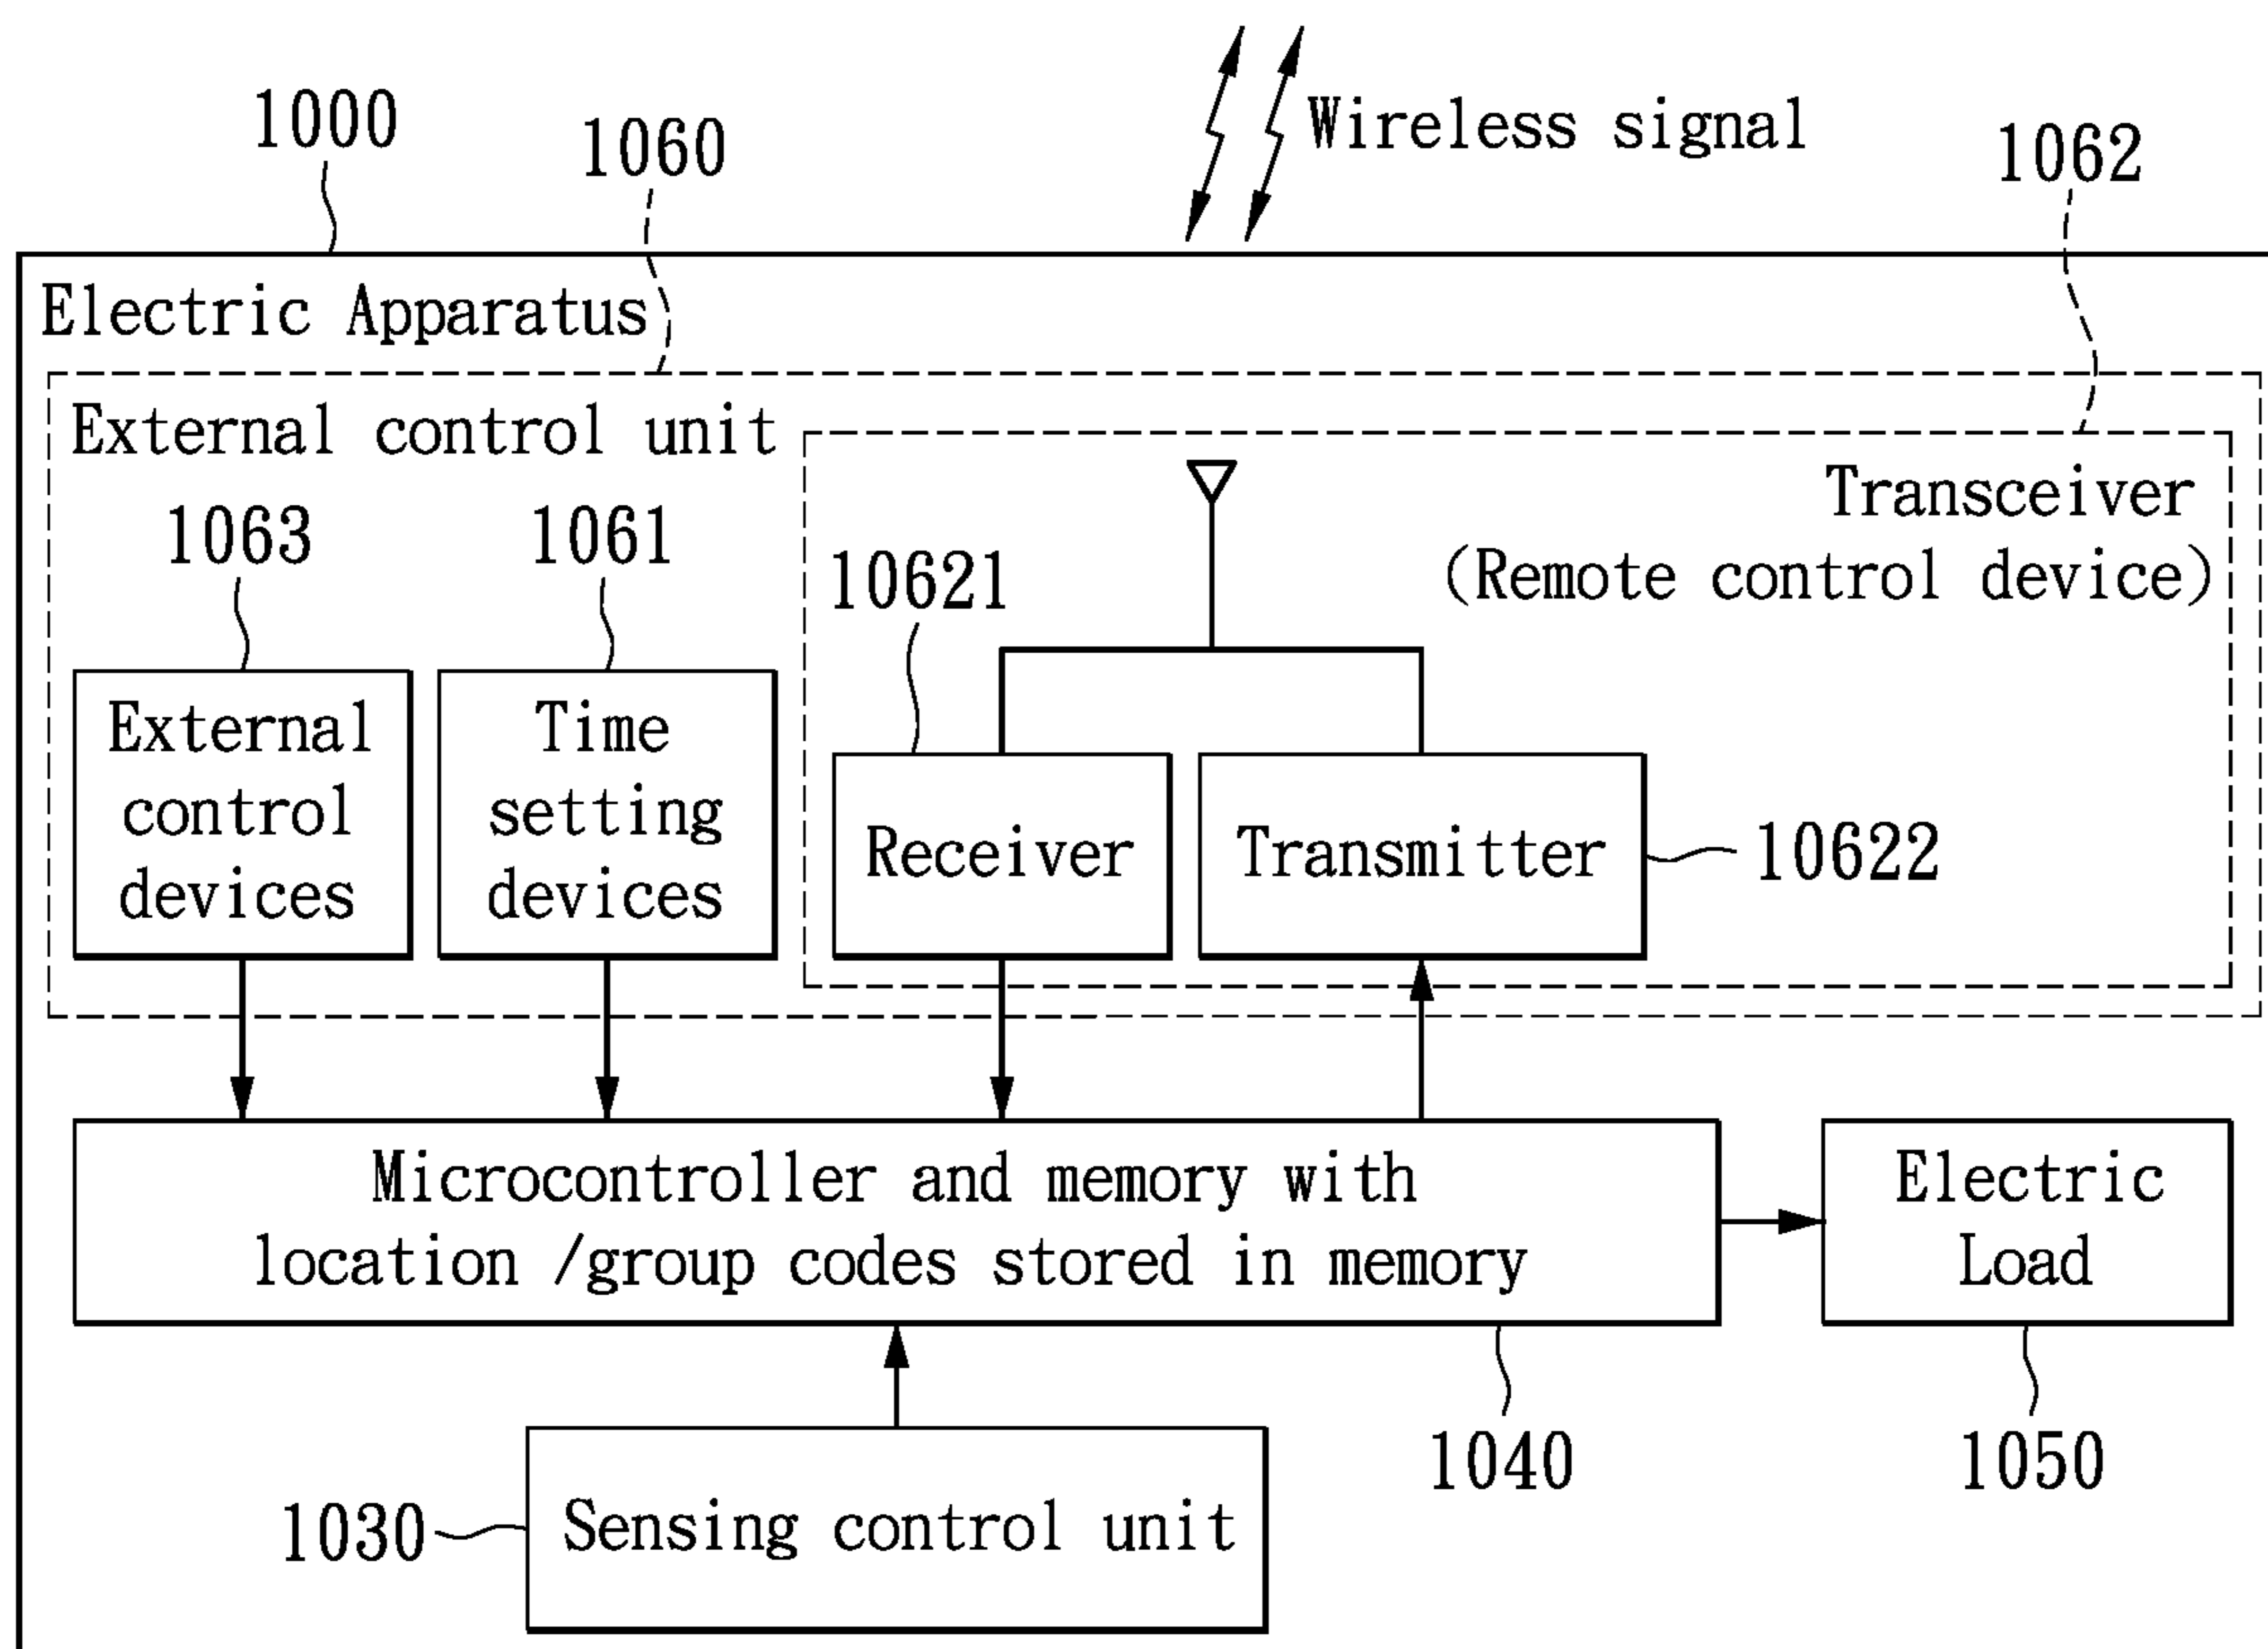 Wireless signal
1000
1060
1062
Electric Apparatus
External control unit
Transceiver
(Remote control device)
1063
1061
10621
External
control
devices
Time
setting
devices
Receiver
Transmitter
10622
Microcontroller and memory with
location /group codes stored in memory
Electric
Load
1040
1050
1030
Sensing control unit